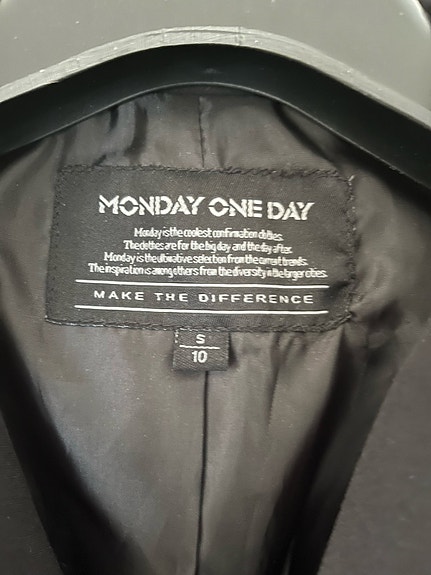 MONDAY ONE DAY
Monday is the coolest confirmation clothes.
The clothes are for the big day and the day after.
Monday is the ultimative selection from the current trends.
The inspiration is among others from the diversity in the larger cities.
MAKE THE DIFFERENCE
S
10